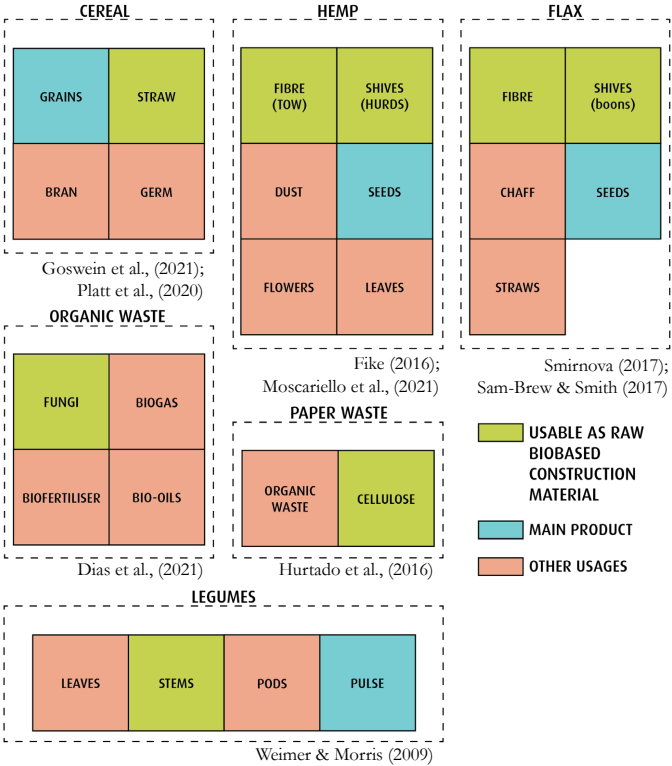 CEREAL
GRAINS
STRAW
BRAN
GERM
Goswein et al., (2021);
Platt et al., (2020)
HEMP
FIBRE
(TOW)
SHIVES
(HURDS)
DUST
SEEDS
FLOWERS
LEAVES
Fike (2016);
Moscariello et al., (2021)
FLAX
FIBRE
SHIVES
(boons)
CHAFF
SEEDS
STRAWS
Smirnova (2017);
Sam-Brew & Smith (2017)
ORGANIC WASTE
FUNGI
BIOGAS
BIOFERTILISER
BIO-OILS
Dias et al., (2021)
PAPER WASTE
ORGANIC
WASTE
CELLULOSE
Hurtado et al., (2016)
USABLE AS RAW
BIOBASED
CONSTRUCTION
MATERIAL
MAIN PRODUCT
OTHER USAGES
LEGUMES
LEAVES
STEMS
PODS
PULSE
Weimer & Morris (2009)